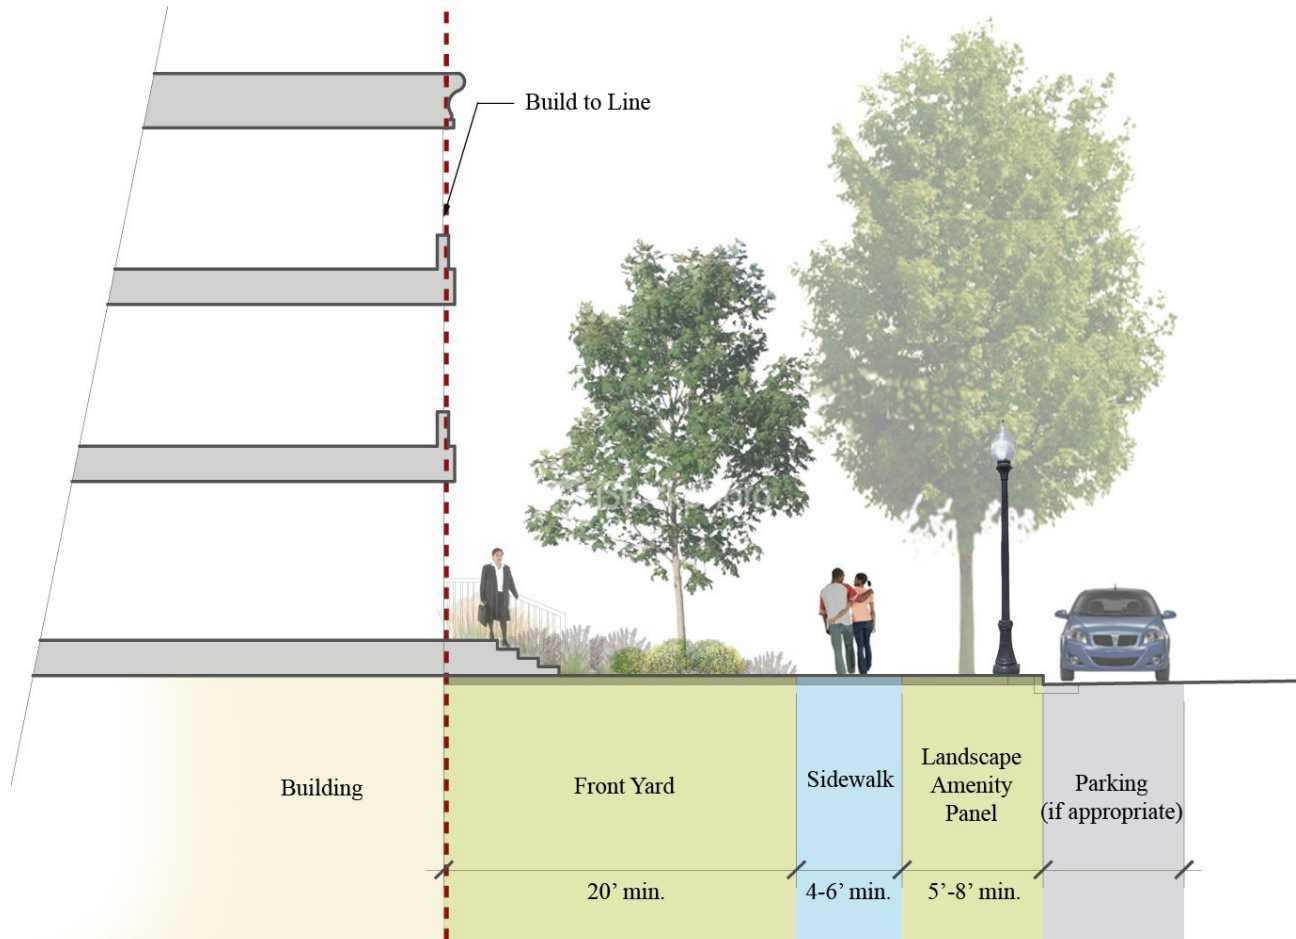 Build to Line
Building
Front Yard
Sidewalk
Landscape
Amenity
Panel
Parking
(if appropriate)
20’ min.
4-6’ min.
5’-8’ min.